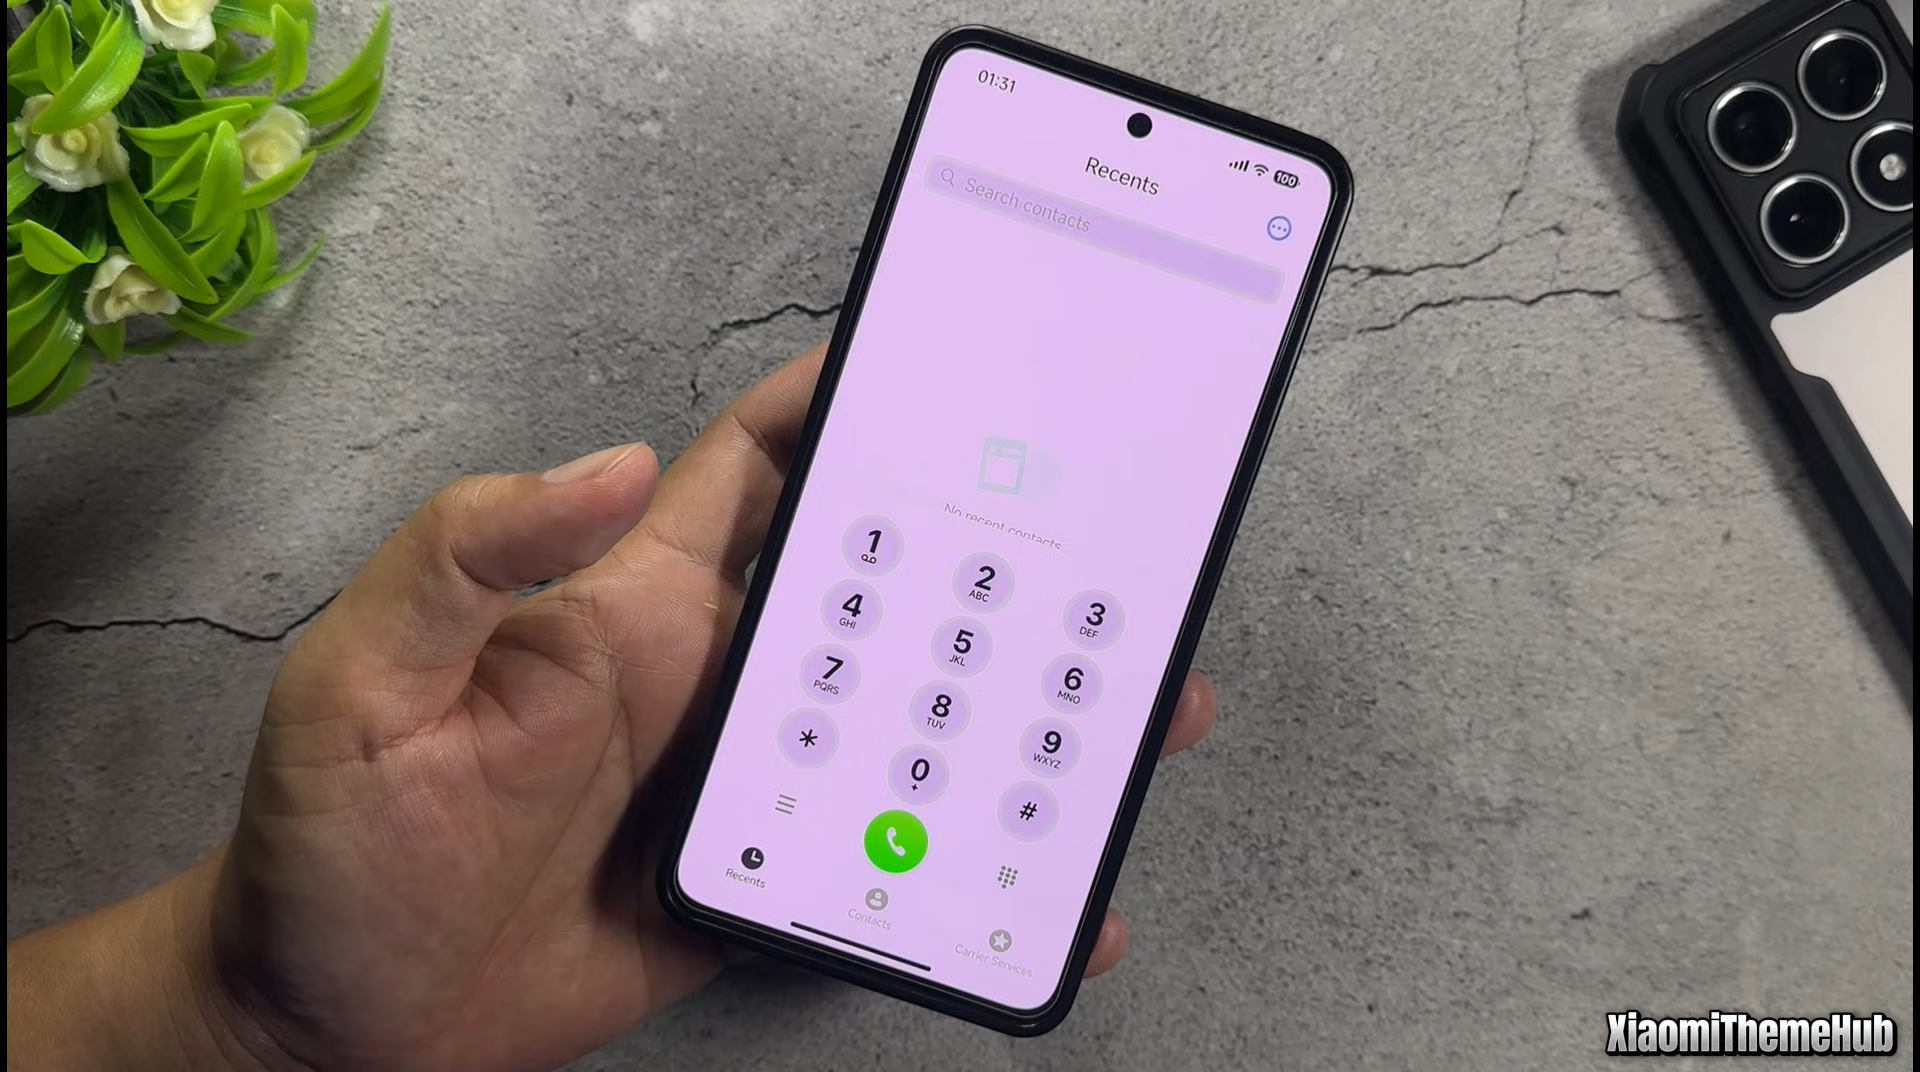 01:31
100
Recents
Search contacts
No recent contacts
1
2
ABC
3
DEF
4
GHI
5
JKL
6
MNO
7
PQRS
8
TUV
9
WXYZ
*
0
+
#
Recents
Contacts
Carrier Services
XiaomiThemeHub